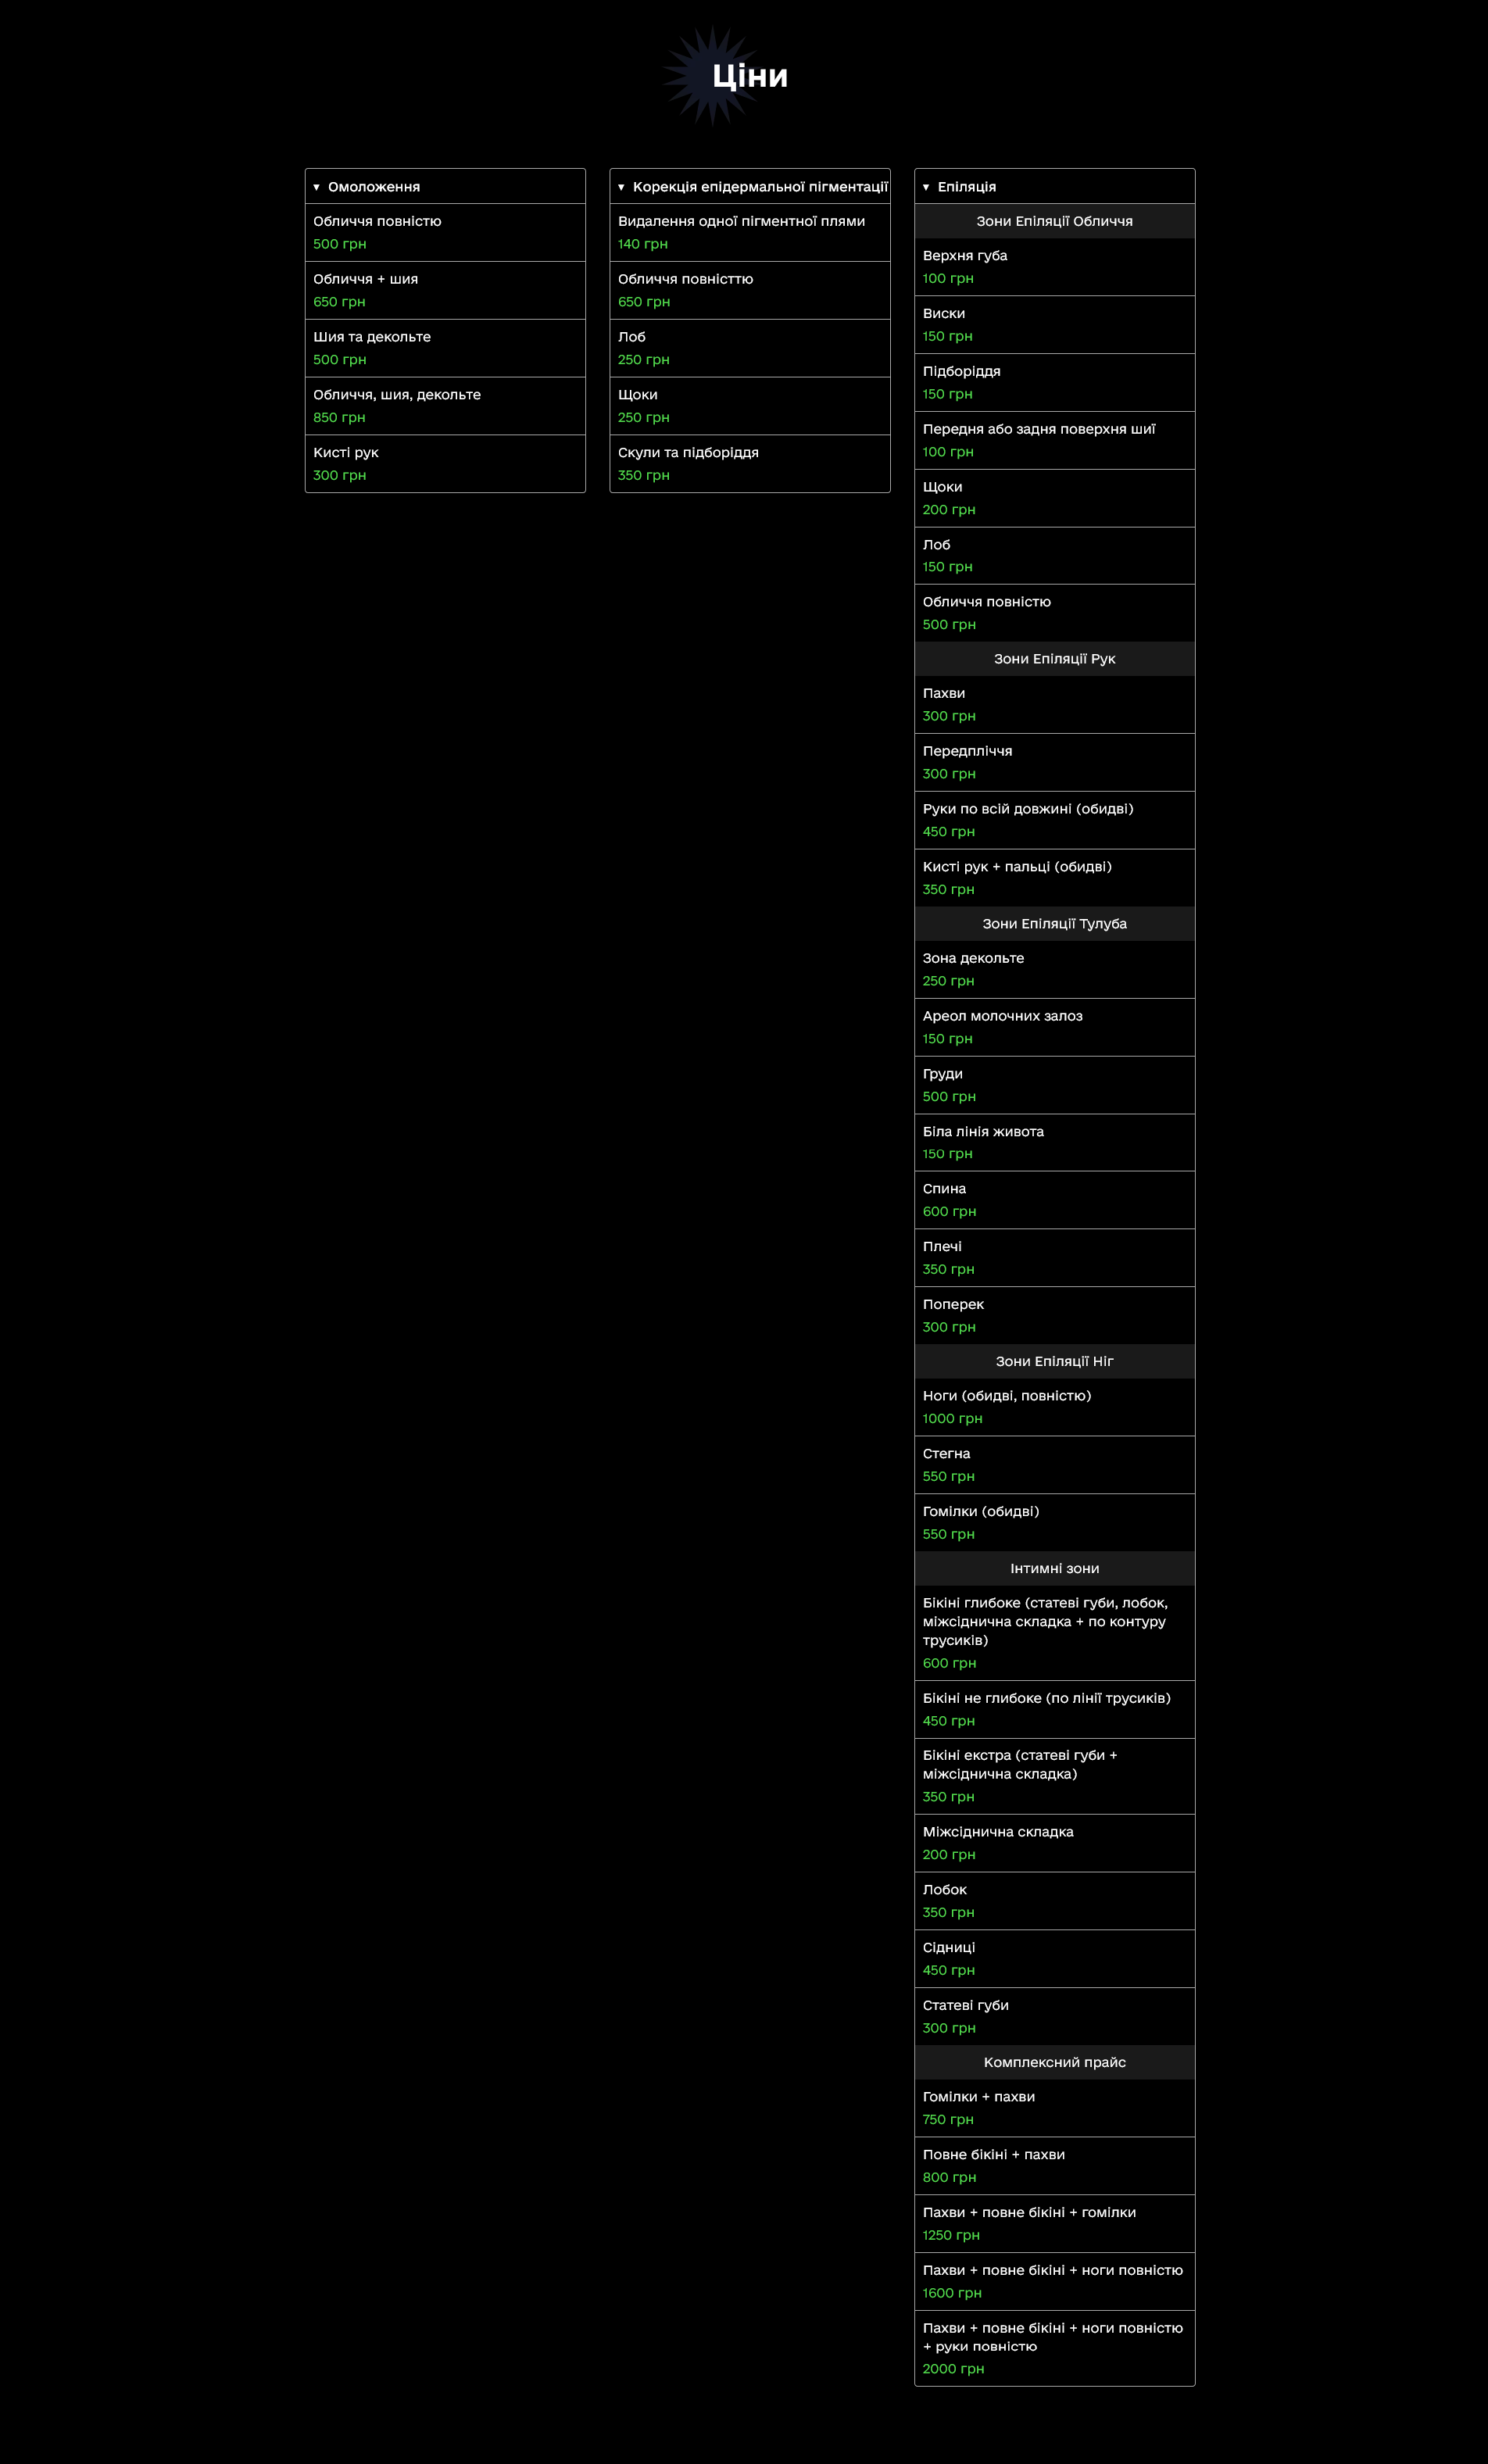 Ціни
Омоложення
Обличчя повністю
500 грн
Обличчя + шия
650 грн
Шия та декольте
500 грн
Обличчя, шия, декольте
850 грн
Кисті рук
300 грн
Корекція епідермальної пігментації
Видалення одної пігментної плями
140 грн
Обличчя повністтю
650 грн
Лоб
250 грн
Щоки
250 грн
Скули та підборіддя
350 грн
Епіляція
Зони Епіляції Обличчя
Верхня губа
100 грн
Виски
150 грн
Підборіддя
150 грн
Передня або задня поверхня шиї
100 грн
Щоки
200 грн
Лоб
150 грн
Обличчя повністю
500 грн
Зони Епіляції Рук
Пахви
300 грн
Передпліччя
300 грн
Руки по всій довжині (обидві)
450 грн
Кисті рук + пальці (обидві)
350 грн
Зони Епіляції Тулуба
Зона декольте
250 грн
Ареол молочних залоз
150 грн
Груди
500 грн
Біла лінія живота
150 грн
Спина
600 грн
Плечі
350 грн
Поперек
300 грн
Зони Епіляції Ніг
Ноги (обидві, повністю)
1000 грн
Стегна
550 грн
Гомілки (обидві)
550 грн
Інтимні зони
Бікіні глибоке (статеві губи, лобок,
міжсіднична складка + по контуру
трусиків)
600 грн
Бікіні не глибоке (по лінії трусиків)
450 грн
Бікіні екстра (статеві губи +
міжсіднична складка)
350 грн
Міжсіднична складка
200 грн
Лобок
350 грн
Сідниці
450 грн
Статеві губи
300 грн
Комплексний прайс
Гомілки + пахви
750 грн
Повне бікіні + пахви
800 грн
Пахви + повне бікіні + гомілки
1250 грн
Пахви + повне бікіні + ноги повністю
1600 грн
Пахви + повне бікіні + ноги повністю
+ руки повністю
2000 грн